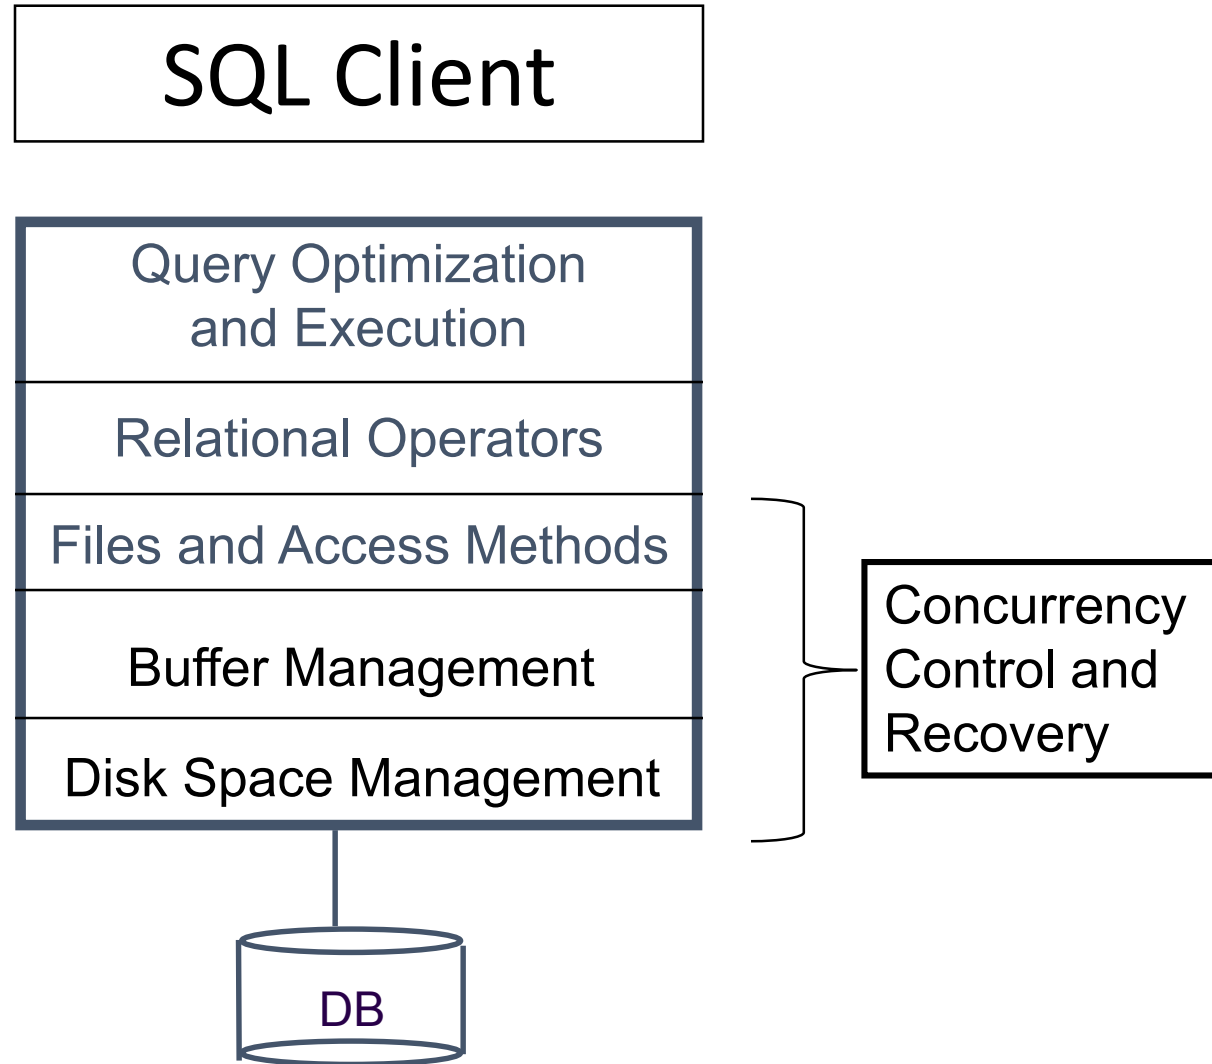 SQL Client
Query Optimization
and Execution
Relational Operators
Files and Access Methods
Buffer Management
Disk Space Management
Concurrency
Control and
Recovery
DB